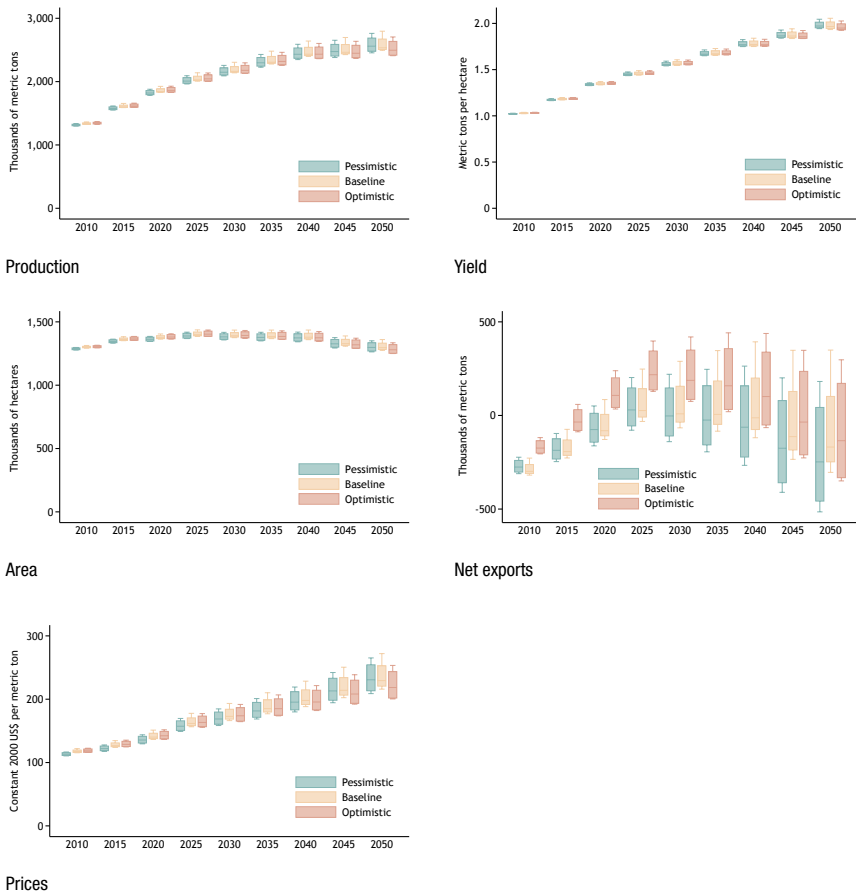 3,000
2,000
1,000
0
Thousands of metric tons
Pessimistic
Baseline
Optimistic
2010 2015 2020 2025 2030 2035 2040 2045 2050
Production
2.0
1.5
1.0
0.5
0
Metric tons per hectare
Pessimistic
Baseline
Optimistic
2010 2015 2020 2025 2030 2035 2040 2045 2050
Yield
1,500
1,000
500
0
Thousands of hectares
Pessimistic
Baseline
Optimistic
2010 2015 2020 2025 2030 2035 2040 2045 2050
Area
500
0
-500
Thousands of metric tons
Pessimistic
Baseline
Optimistic
2010 2015 2020 2025 2030 2035 2040 2045 2050
Net exports
300
200
100
0
Constant 2000 US$ per metric ton
Pessimistic
Baseline
Optimistic
2010 2015 2020 2025 2030 2035 2040 2045 2050
Prices